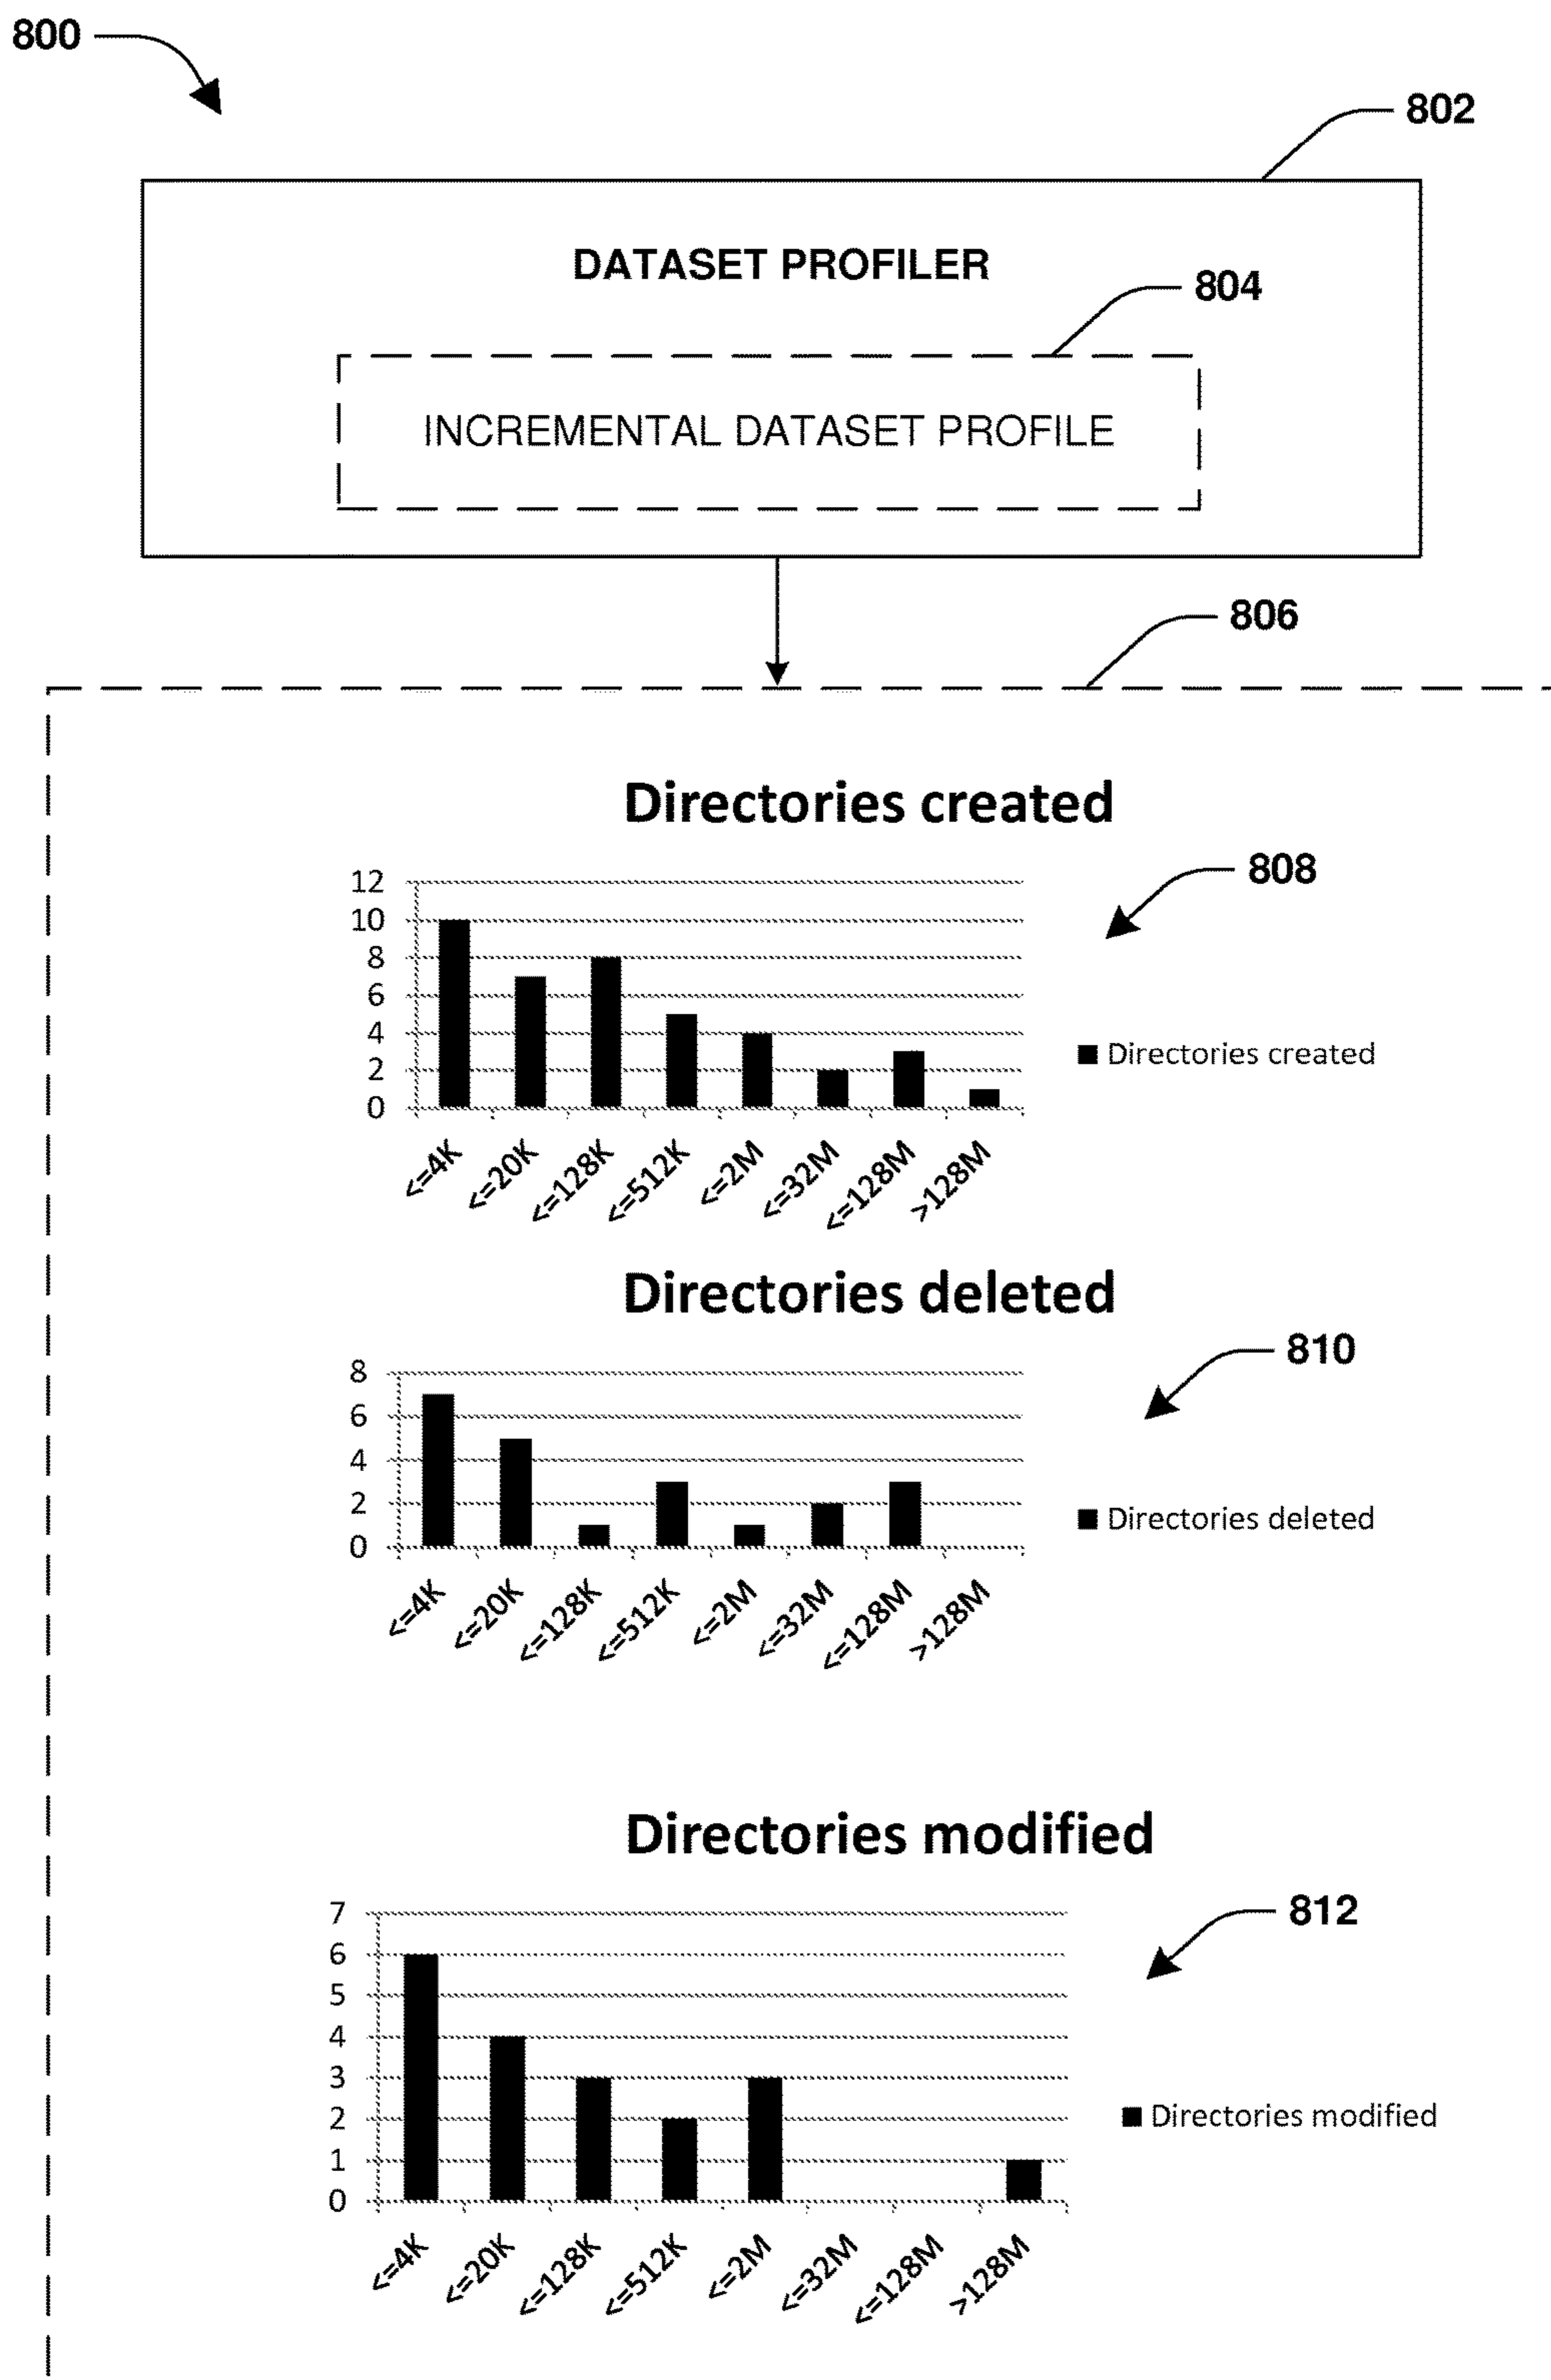 800
802
DATASET PROFILER
804
INCREMENTAL DATASET PROFILE
806
Directories created
808
12
10
8
6
4
2
0
<=4K
<=20K
<=128K
<=512K
<=2M
<=32M
<=128M
>128M
Directories created
Directories deleted
810
8
6
4
2
0
<=4K
<=20K
<=128K
<=512K
<=2M
<=32M
<=128M
>128M
Directories deleted
Directories modified
812
7
6
5
4
3
2
1
0
<=4K
<=20K
<=128K
<=512K
<=2M
<=32M
<=128M
>128M
Directories modified